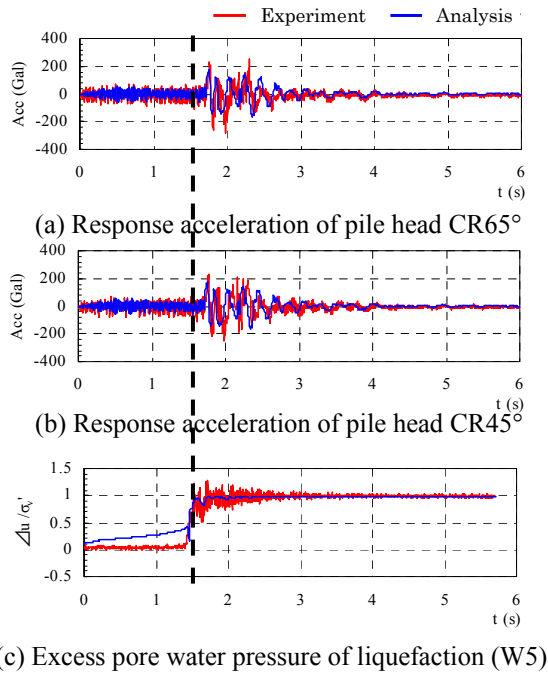 Experiment Analysis
400
200
0
-200
-400
Acc (Gal)
0 1 2 3 4 5 6
t (s)
(a) Response acceleration of pile head CR65°
400
200
0
-200
-400
Acc (Gal)
0 1 2 3 4 5 6
t (s)
(b) Response acceleration of pile head CR45°
1.5
1
0.5
0
-0.5
⊿u/σv'
0 1 2 3 4 5 6
t (s)
(c) Excess pore water pressure of liquefaction (W5)